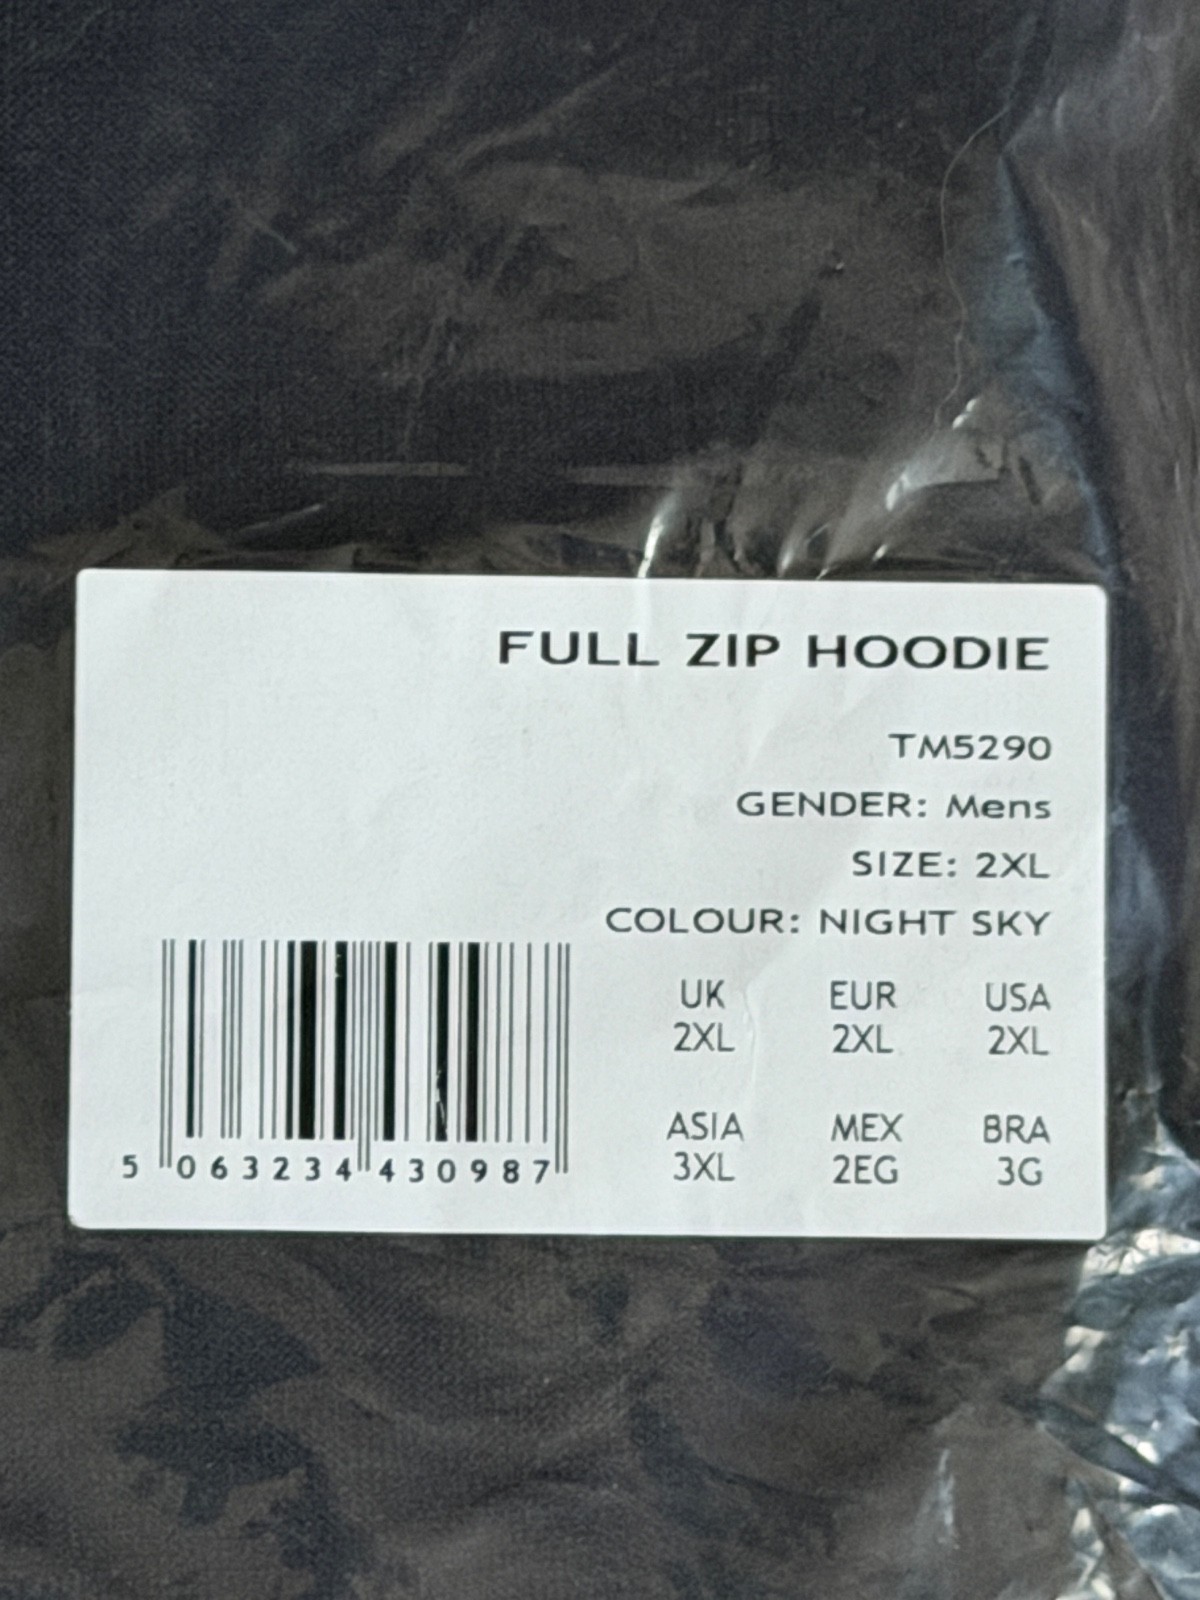 FULL ZIP HOODIE
TM5290
GENDER: Mens
SIZE: 2XL
COLOUR: NIGHT SKY
UK EUR USA
2XL 2XL 2XL
ASIA MEX BRA
3XL 2EG 3G
5 063234 430987